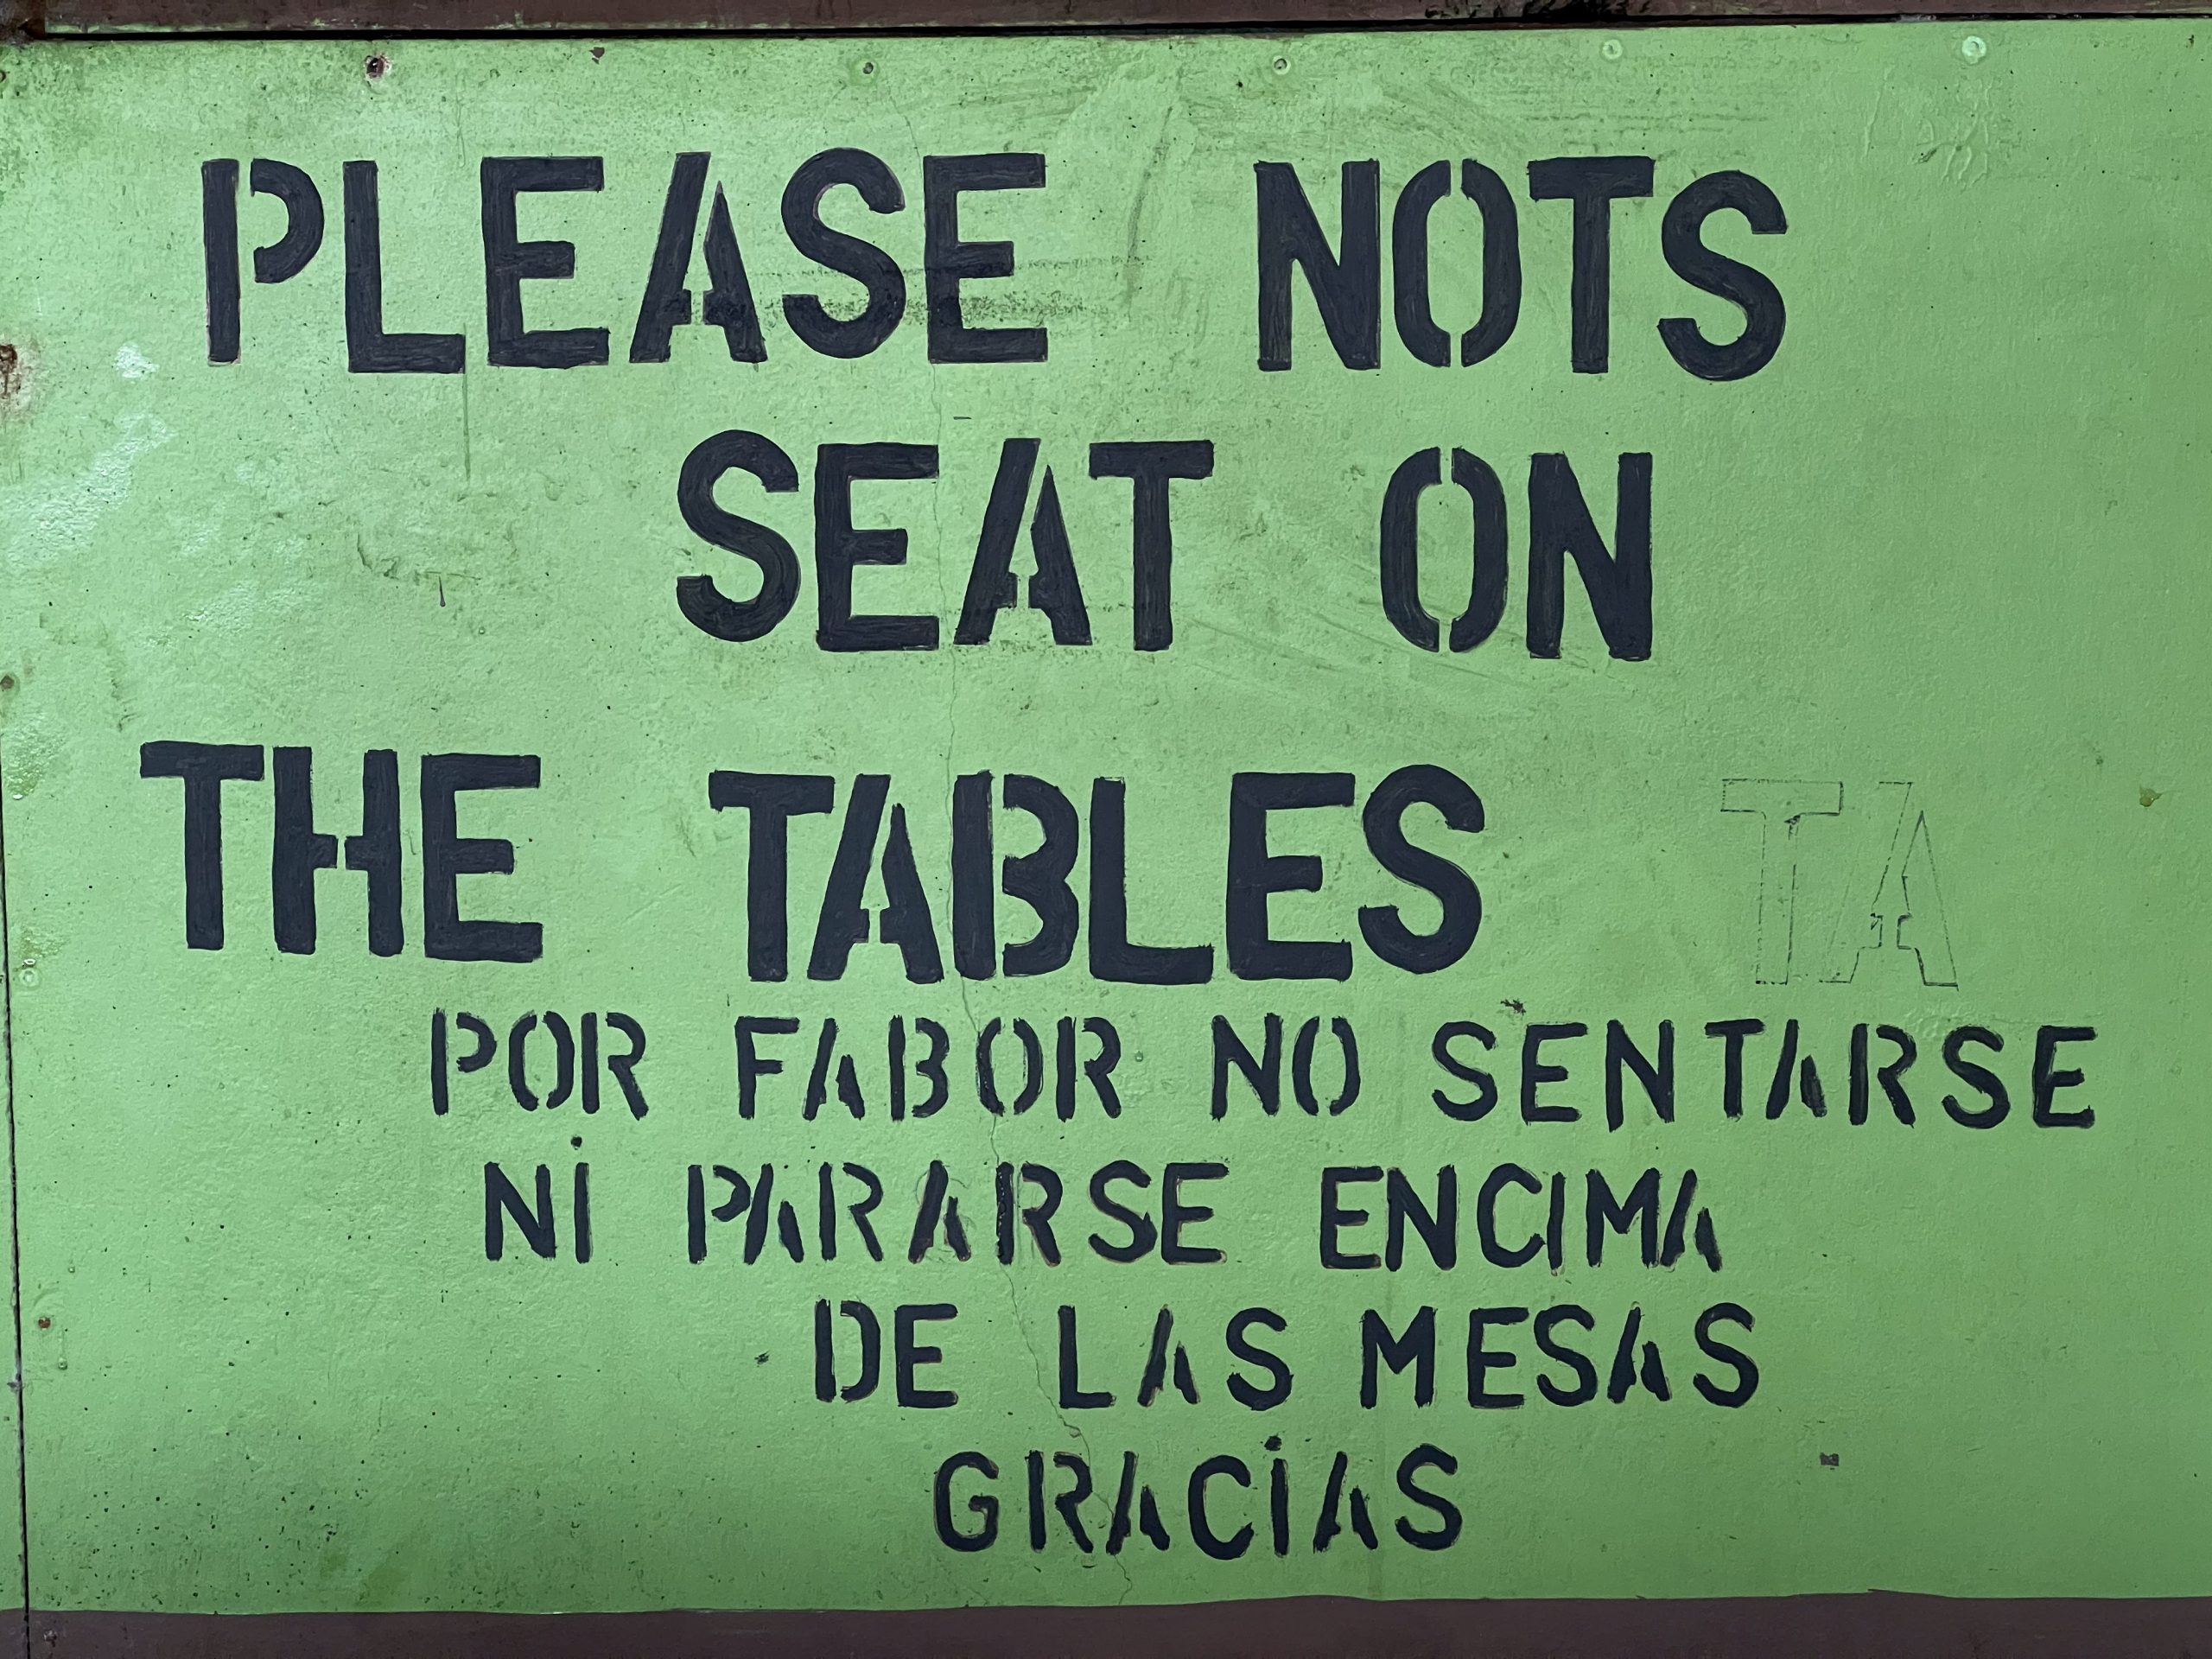 PLEASE NOTS
SEAT ON
THE TABLES TA
POR FABOR NO SENTARSE
Ni PARARSE ENCIMA
DE LAS MESAS
GRACiAS